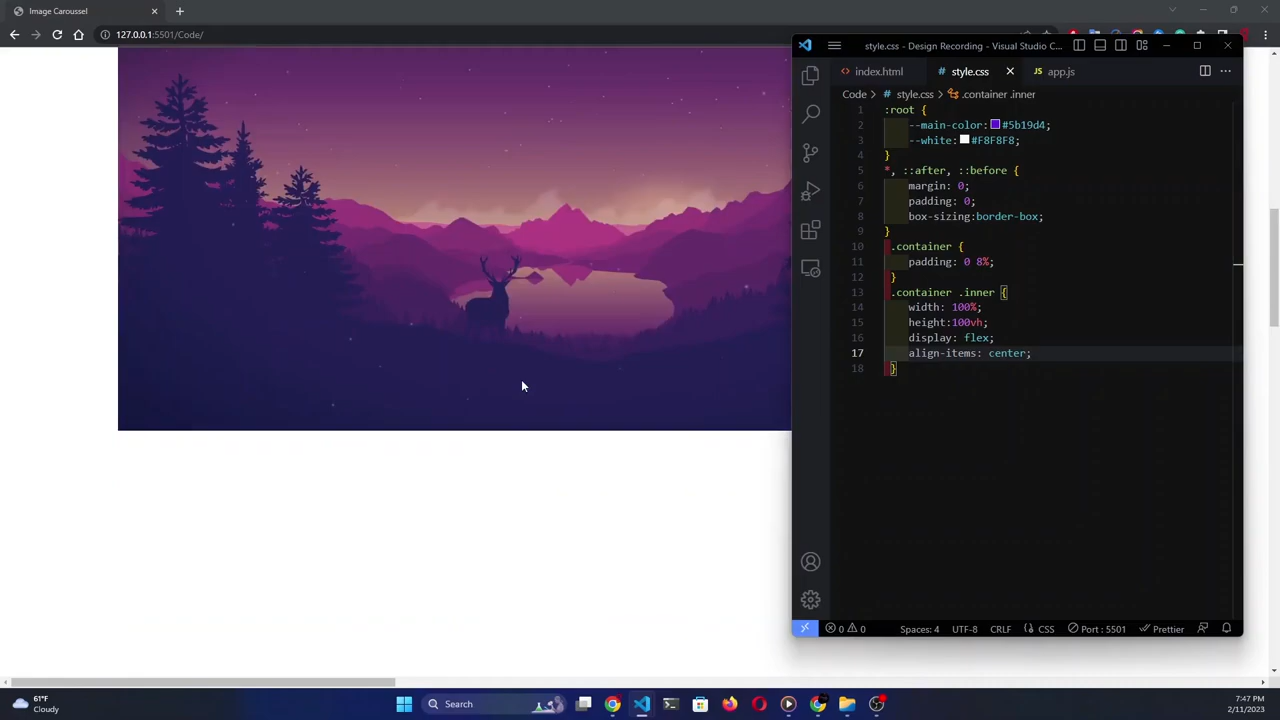 Image Caroussel
127.0.0.1:5501/Code/
style.css - Design Recording - Visual Studio C...
index.html
style.css
app.js
Code > style.css > .container .inner
1 :root {
2 --main-color: #5b19d4;
3 --white: #F8F8F8;
4 }
5 *, ::after, ::before {
6 margin: 0;
7 padding: 0;
8 box-sizing:border-box;
9 }
10 .container {
11 padding: 0 8%;
12 }
13 .container .inner {
14 width: 100%;
15 height:100vh;
16 display: flex;
17 align-items: center;
18 }
0 0 Spaces: 4 UTF-8 CRLF CSS Port : 5501 Prettier
61°F
Cloudy
Search
7:47 PM
2/11/2023